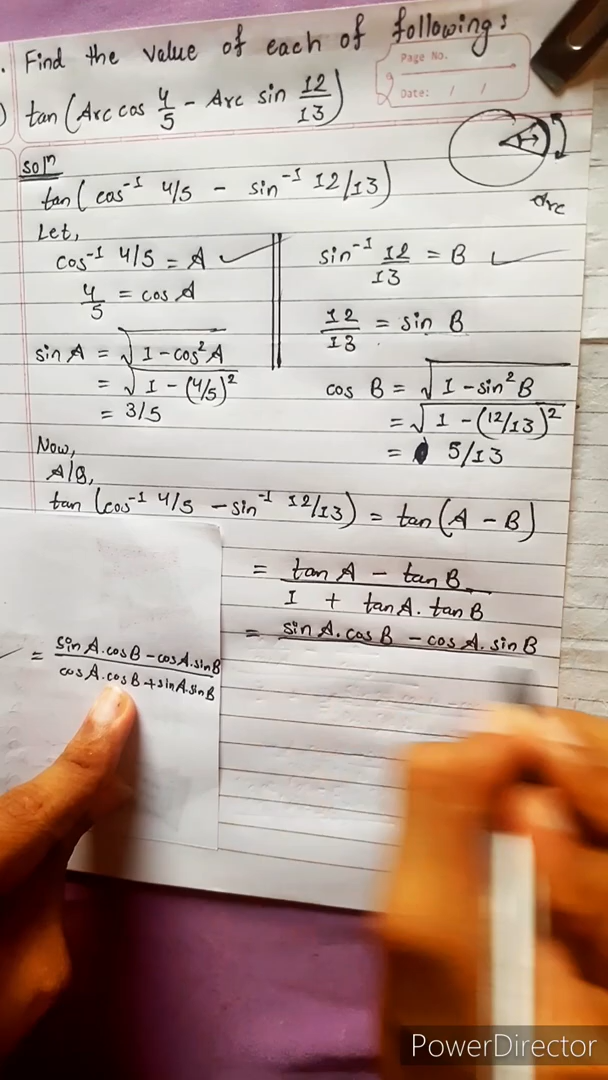 . Find the value of each of following:
Page No.
Date: / /
) tan (Arc cos 4/5 - Arc sin 12/13)
Solⁿ
tan( cos⁻¹ 4/5 - sin⁻¹ 12/13)
arc
Let,
cos⁻¹ 4/5 = A ✓
4/5 = cos A
sin A = √1-cos²A
= √1-(4/5)²
= 3/5
sin⁻¹ 12/13 = B ✓
12/13 = sin B
cos B = √1-sin²B
= √1-(12/13)²
= 5/13
Now,
A/Q,
tan (cos⁻¹ 4/5 - sin⁻¹ 12/13) = tan(A - B)
= tan A - tan B / 1 + tan A. tan B
= sin A. cos B - cos A. sin B
= sin A. cos B - cos A. sin B / cos A. cos B + sin A. sin B
PowerDirector